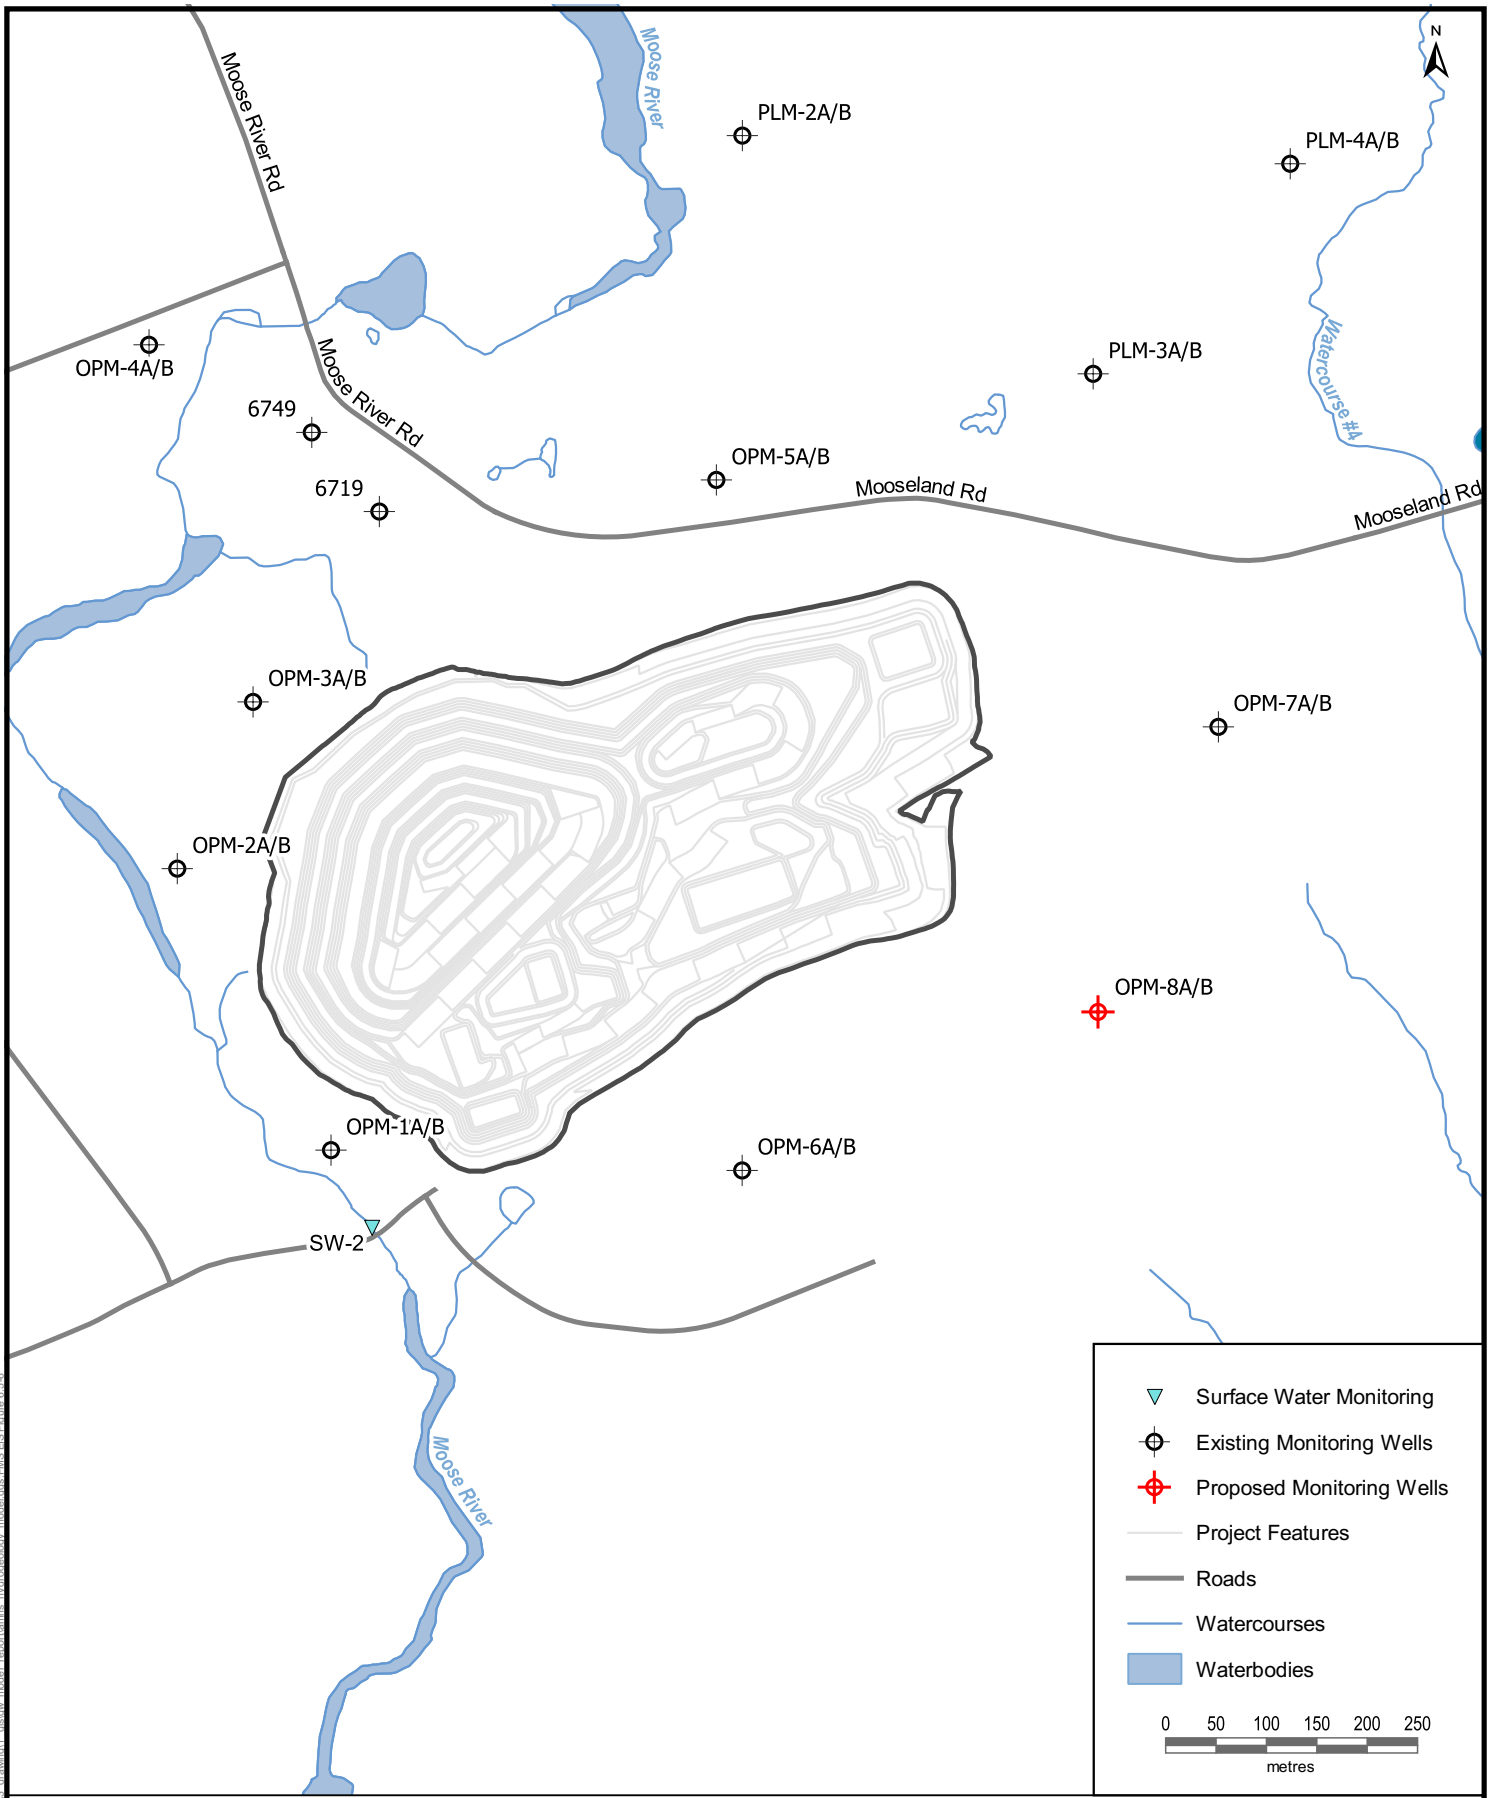 N
Moose River
Moose River Rd
PLM-2A/B
PLM-4A/B
OPM-4A/B
Moose River Rd
Watercourse #4
PLM-3A/B
6749
OPM-5A/B
6719
Mooseland Rd
Mooseland Rd
OPM-3A/B
OPM-7A/B
OPM-2A/B
OPM-8A/B
OPM-1A/B
OPM-6A/B
SW-2
Moose River
Surface Water Monitoring
Existing Monitoring Wells
Proposed Monitoring Wells
Project Features
Roads
Watercourses
Waterbodies
0 50 100 150 200 250
metres